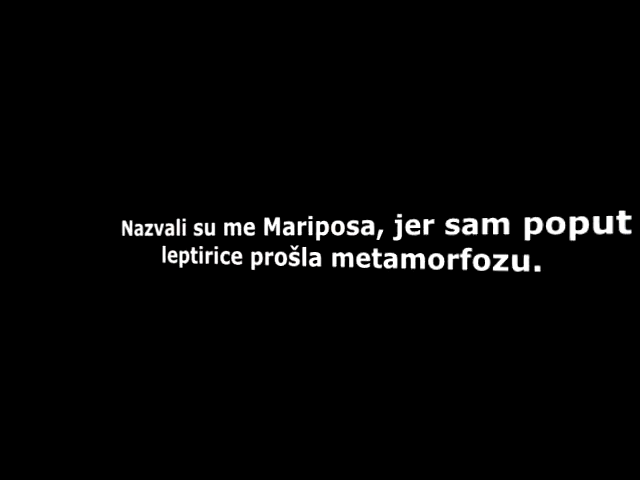 Nazvali su me Mariposa, jer sam poput
leptirice prošla metamorfozu.